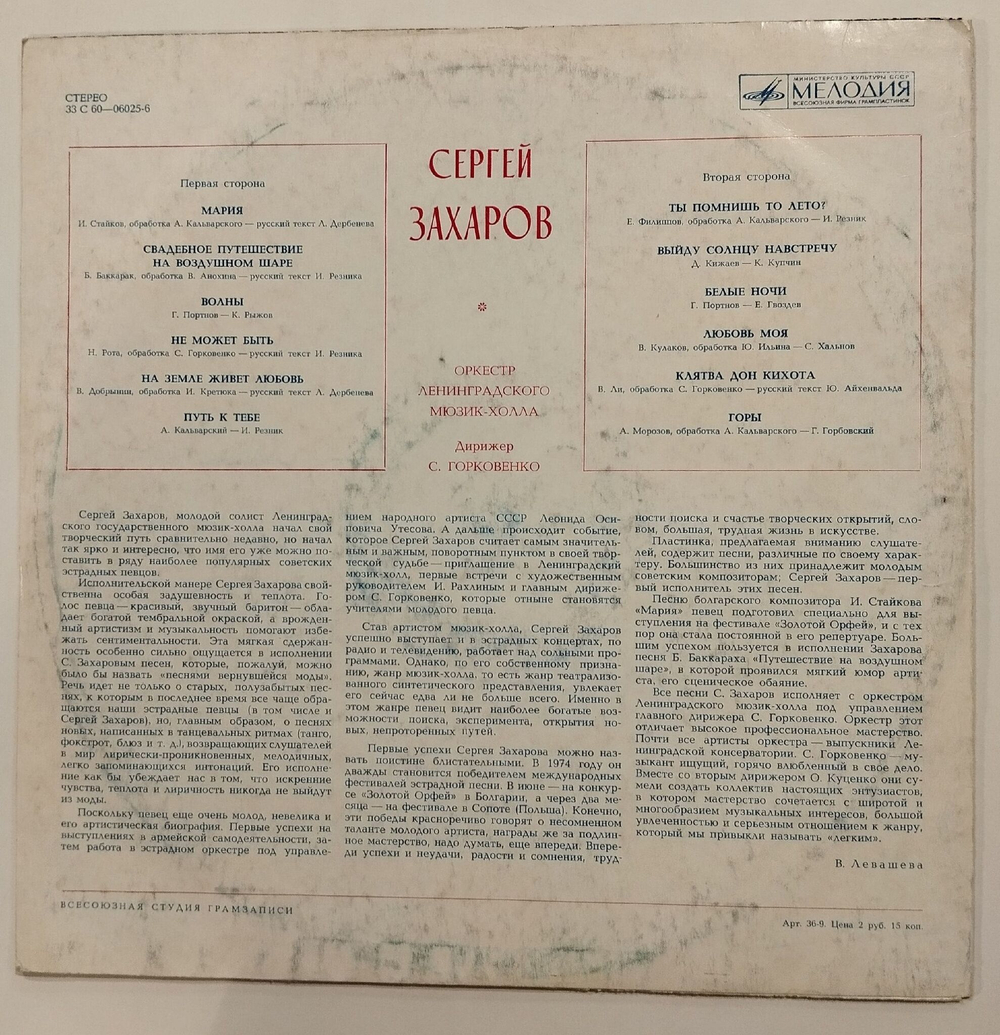 СТЕРЕО
33 С 60—06025-6
МИНИСТЕРСТВО КУЛЬТУРЫ СССР
МЕЛОДИЯ
ВСЕСОЮЗНАЯ ФИРМА ГРАМПЛАСТИНОК
Первая сторона
МАРИЯ
И. Стайков, обработка А. Кальварского — русский текст Л. Дербенева
СВАДЕБНОЕ ПУТЕШЕСТВИЕ
НА ВОЗДУШНОМ ШАРЕ
Б. Баккарак, обработка В. Анохина — русский текст И. Резника
ВОЛНЫ
Г. Портнов — К. Рыжов
НЕ МОЖЕТ БЫТЬ
Н. Рота, обработка С. Горковенко — русский текст И. Резника
НА ЗЕМЛЕ ЖИВЕТ ЛЮБОВЬ
В. Добрынин, обработка И. Кретюка — русский текст Л. Дербенева
ПУТЬ К ТЕБЕ
А. Кальварский — И. Резник
СЕРГЕЙ
ЗАХАРОВ
ОРКЕСТР
ЛЕНИНГРАДСКОГО
МЮЗИК-ХОЛЛА
Дирижер
С. ГОРКОВЕНКО
Вторая сторона
ТЫ ПОМНИШЬ ТО ЛЕТО?
Е. Филиппов, обработка А. Кальварского — И. Резник
ВЫЙДУ СОЛНЦУ НАВСТРЕЧУ
Д. Кижаев — К. Купчин
БЕЛЫЕ НОЧИ
Г. Портнов — Е. Гвоздев
ЛЮБОВЬ МОЯ
В. Кулаков, обработка Ю. Ильина — С. Хальнов
КЛЯТВА ДОН КИХОТА
В. Ли, обработка С. Горковенко — русский текст Ю. Айхенвальда
ГОРЫ
А. Морозов, обработка А. Кальварского — Г. Горбовский
Сергей Захаров, молодой солист Ленинград-
ского государственного мюзик-холла начал свой
творческий путь сравнительно недавно, но начал
так ярко и интересно, что имя его уже можно по-
ставить в ряду наиболее популярных советских
эстрадных певцов.
Исполнительской манере Сергея Захарова свой-
ственна особая задушевность и теплота. Го-
лос певца — красивый, звучный баритон — обла-
дает богатой тембральной окраской, а врожден-
ный артистизм и музыкальность помогают избе-
жать сентиментальности. Эта мягкая сдержан-
ность особенно сильно ощущается в исполнении
С. Захаровым песен, которые, пожалуй, можно
было бы назвать «песнями вернувшейся моды».
Речь идет не только о старых, полузабытых пес-
нях, к которым в последнее время все чаще обра-
щаются наши эстрадные певцы (в том числе и
Сергей Захаров), но, главным образом, о песнях
новых, написанных в танцевальных ритмах (танго,
фокстрот, блюз и т. д.), возвращающих слушателей
в мир лирически-проникновенных, мелодичных,
легко запоминающихся интонаций. Его исполне-
ние как бы убеждает нас в том, что искренние
чувства, теплота и лиричность никогда не выйдут
из моды.
Поскольку певец еще очень молод, невелика и
его артистическая биография. Первые успехи на
выступлениях в армейской самодеятельности, за-
тем работа в эстрадном оркестре под управле-
нием народного артиста СССР Леонида Оси-
повича Утесова. А дальше происходит событие,
которое Сергей Захаров считает самым значитель-
ным и важным, поворотным пунктом в своей твор-
ческой судьбе — приглашение в Ленинградский
мюзик-холл, первые встречи с художественным
руководителем И. Рахлиным и главным дириже-
ром С. Горковенко, которые отныне становятся
учителями молодого певца.
Став артистом мюзик-холла, Сергей Захаров
успешно выступает и в эстрадных концертах, по
радио и телевидению, работает над сольными про-
граммами. Однако, по его собственному призна-
нию, жанр мюзик-холла, то есть жанр театрализо-
ванного синтетического представления, увлекает
его сейчас едва ли не больше всего. Именно в
этом жанре певец видит наиболее богатые воз-
можности поиска, эксперимента, открытия но-
вых, непроторенных путей.
Первые успехи Сергея Захарова можно наз-
вать поистине блистательными. В 1974 году он
дважды становится победителем международных
фестивалей эстрадной песни. В июне — на конкур-
се «Золотой Орфей» в Болгарии, а через два ме-
сяца — на фестивале в Сопоте (Польша). Конечно,
эти победы красноречиво говорят о несомненном
таланте молодого артиста, награды же за подлин-
ное мастерство, надо думать, еще впереди. Впере-
ди успехи и неудачи, радости и сомнения, труд-
ности поиска и счастье творческих открытий, сло-
вом, большая, трудная жизнь в искусстве.
Пластинка, предлагаемая вниманию слушате-
лей, содержит песни, различные по своему харак-
теру. Большинство из них принадлежит молодым
советским композиторам; Сергей Захаров — пер-
вый исполнитель этих песен.
Песню болгарского композитора И. Стайкова
«Мария» певец подготовил специально для вы-
ступления на фестивале «Золотой Орфей», и с тех
пор она стала постоянной в его репертуаре. Боль-
шим успехом пользуется в исполнении Захарова
песня Б. Баккараха «Путешествие на воздушном
шаре», в которой проявился мягкий юмор арти-
ста, его сценическое обаяние.
Все песни С. Захаров исполняет с оркестром
Ленинградского мюзик-холла под управлением
главного дирижера С. Горковенко. Оркестр этот
отличает высокое профессиональное мастерство.
Почти все артисты оркестра — выпускники Ле-
нинградской консерватории. С. Горковенко — му-
зыкант ищущий, горячо влюбленный в свое дело.
Вместе со вторым дирижером О. Куценко они су-
мели создать коллектив настоящих энтузиастов,
в котором мастерство сочетается с широтой и
многообразием музыкальных интересов, большой
увлеченностью и серьезным отношением к жанру,
который мы привыкли называть «легким».
В. Левашева
ВСЕСОЮЗНАЯ СТУДИЯ ГРАМЗАПИСИ
Арт. 36-9. Цена 2 руб. 15 коп.